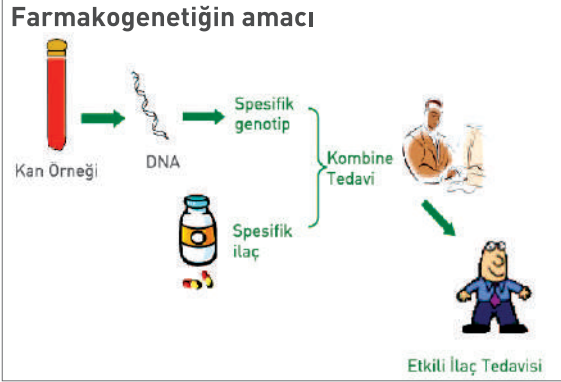 Farmakogenetiğin amacı
Kan Örneği
DNA
Spesifik
genotip
Spesifik
ilaç
Kombine
Tedavi
Etkili İlaç Tedavisi